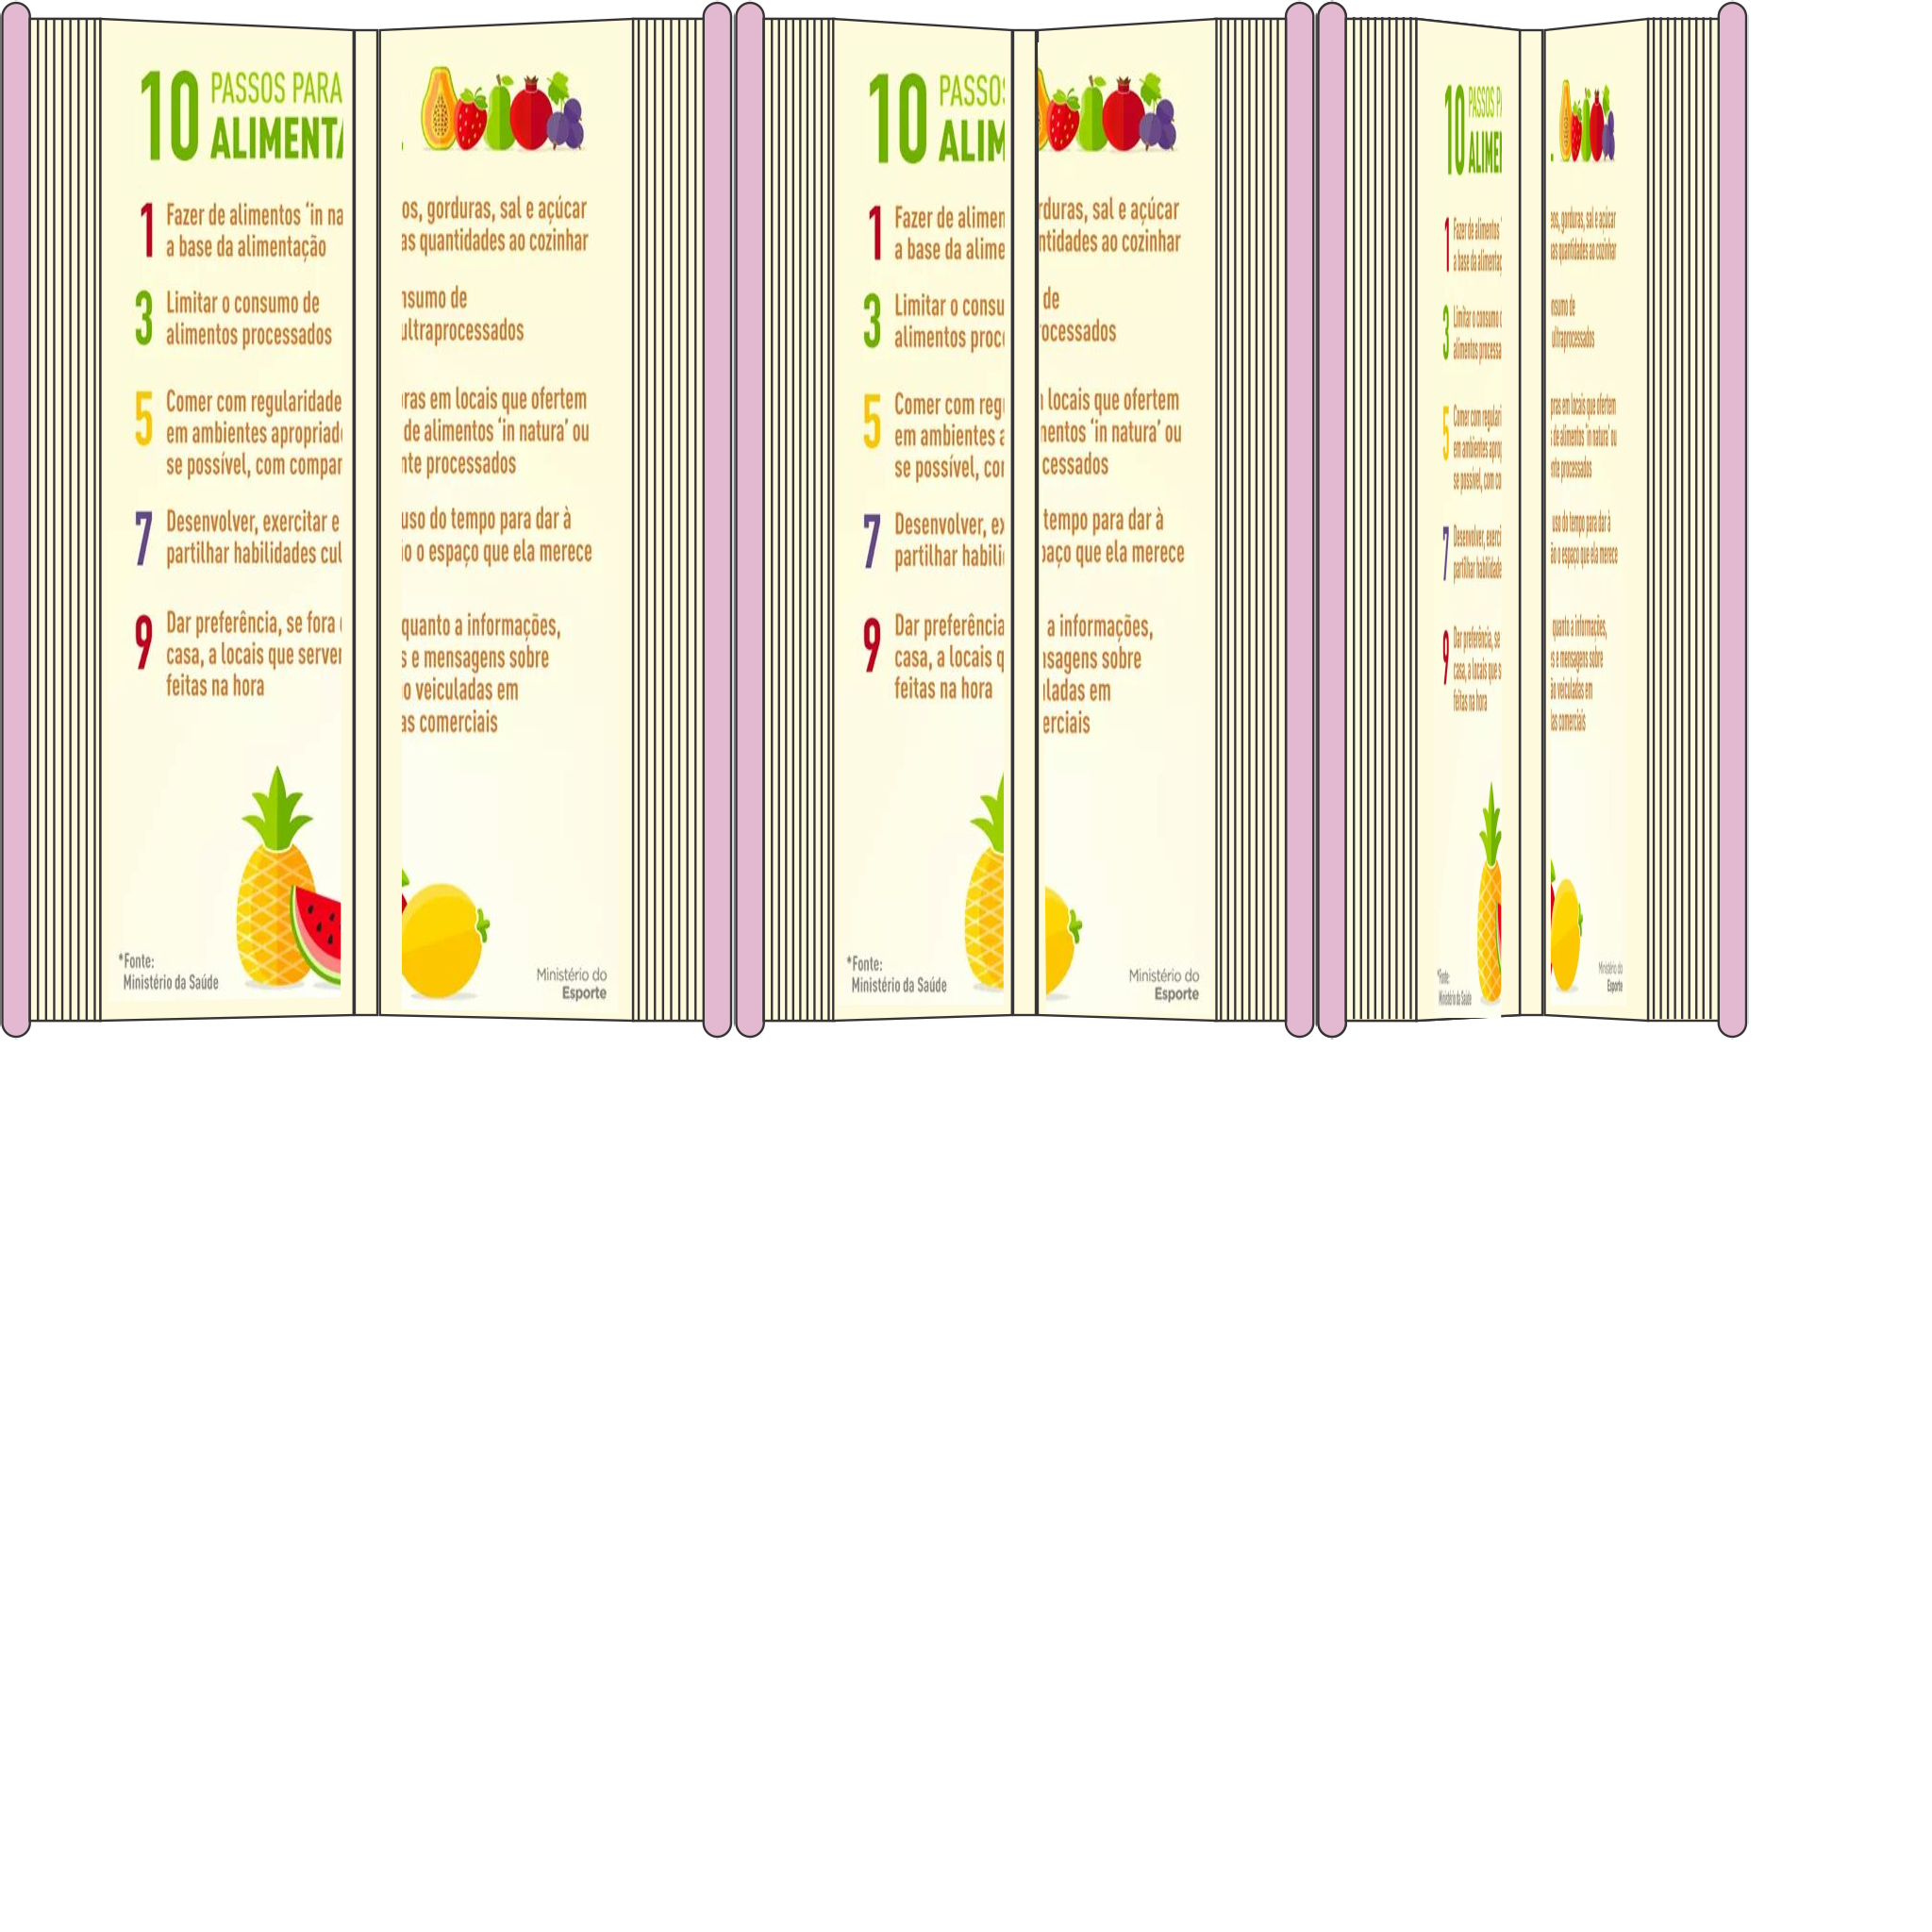 10 PASSOS PARA
ALIMENTA
1 Fazer de alimentos 'in na
a base da alimentação
3 Limitar o consumo de
alimentos processados
5 Comer com regularidade
em ambientes apropriad
se possível, com compar
7 Desenvolver, exercitar e
partilhar habilidades cul
9 Dar preferência, se fora
casa, a locais que server
feitas na hora
*Fonte:
Ministério da Saúde
os, gorduras, sal e açúcar
as quantidades ao cozinhar
nsumo de
ultraprocessados
ras em locais que ofertem
de alimentos 'in natura' ou
nte processados
uso do tempo para dar à
o o espaço que ela merece
quanto a informações,
s e mensagens sobre
o veiculadas em
as comerciais
Ministério do
Esporte
10 PASSOS
ALIM
1 Fazer de alimen
a base da alime
3 Limitar o consu
alimentos proc
5 Comer com reg
em ambientes a
se possível, cor
7 Desenvolver, ex
partilhar habili
9 Dar preferência
casa, a locais q
feitas na hora
*Fonte:
Ministério da Saúde
rduras, sal e açúcar
ntidades ao cozinhar
de
ocessados
locais que ofertem
mentos 'in natura' ou
cessados
tempo para dar à
paço que ela merece
a informações,
nsagens sobre
ladas em
erciais
Ministério do
Esporte
10 PASSOS P
ALIME
1 Fazer de alimentos
a base da alimentaç
3 Limitar o consumo
alimentos processa
5 Comer com regulari
em ambientes aprop
se possível, com co
7 Desenvolver, exerci
partilhar habilidade
9 Dar preferência, se
casa, a locais que s
feitas na hora
*Fonte:
Ministério da Saúde
os, gorduras, sal e açúcar
as quantidades ao cozinhar
nsumo de
ultraprocessados
pras em locais que ofertem
de alimentos 'in natura' ou
nte processados
uso do tempo para dar à
ão o espaço que ela merece
quanto a informações,
s e mensagens sobre
ão veiculadas em
as comerciais
Ministério do
Esporte